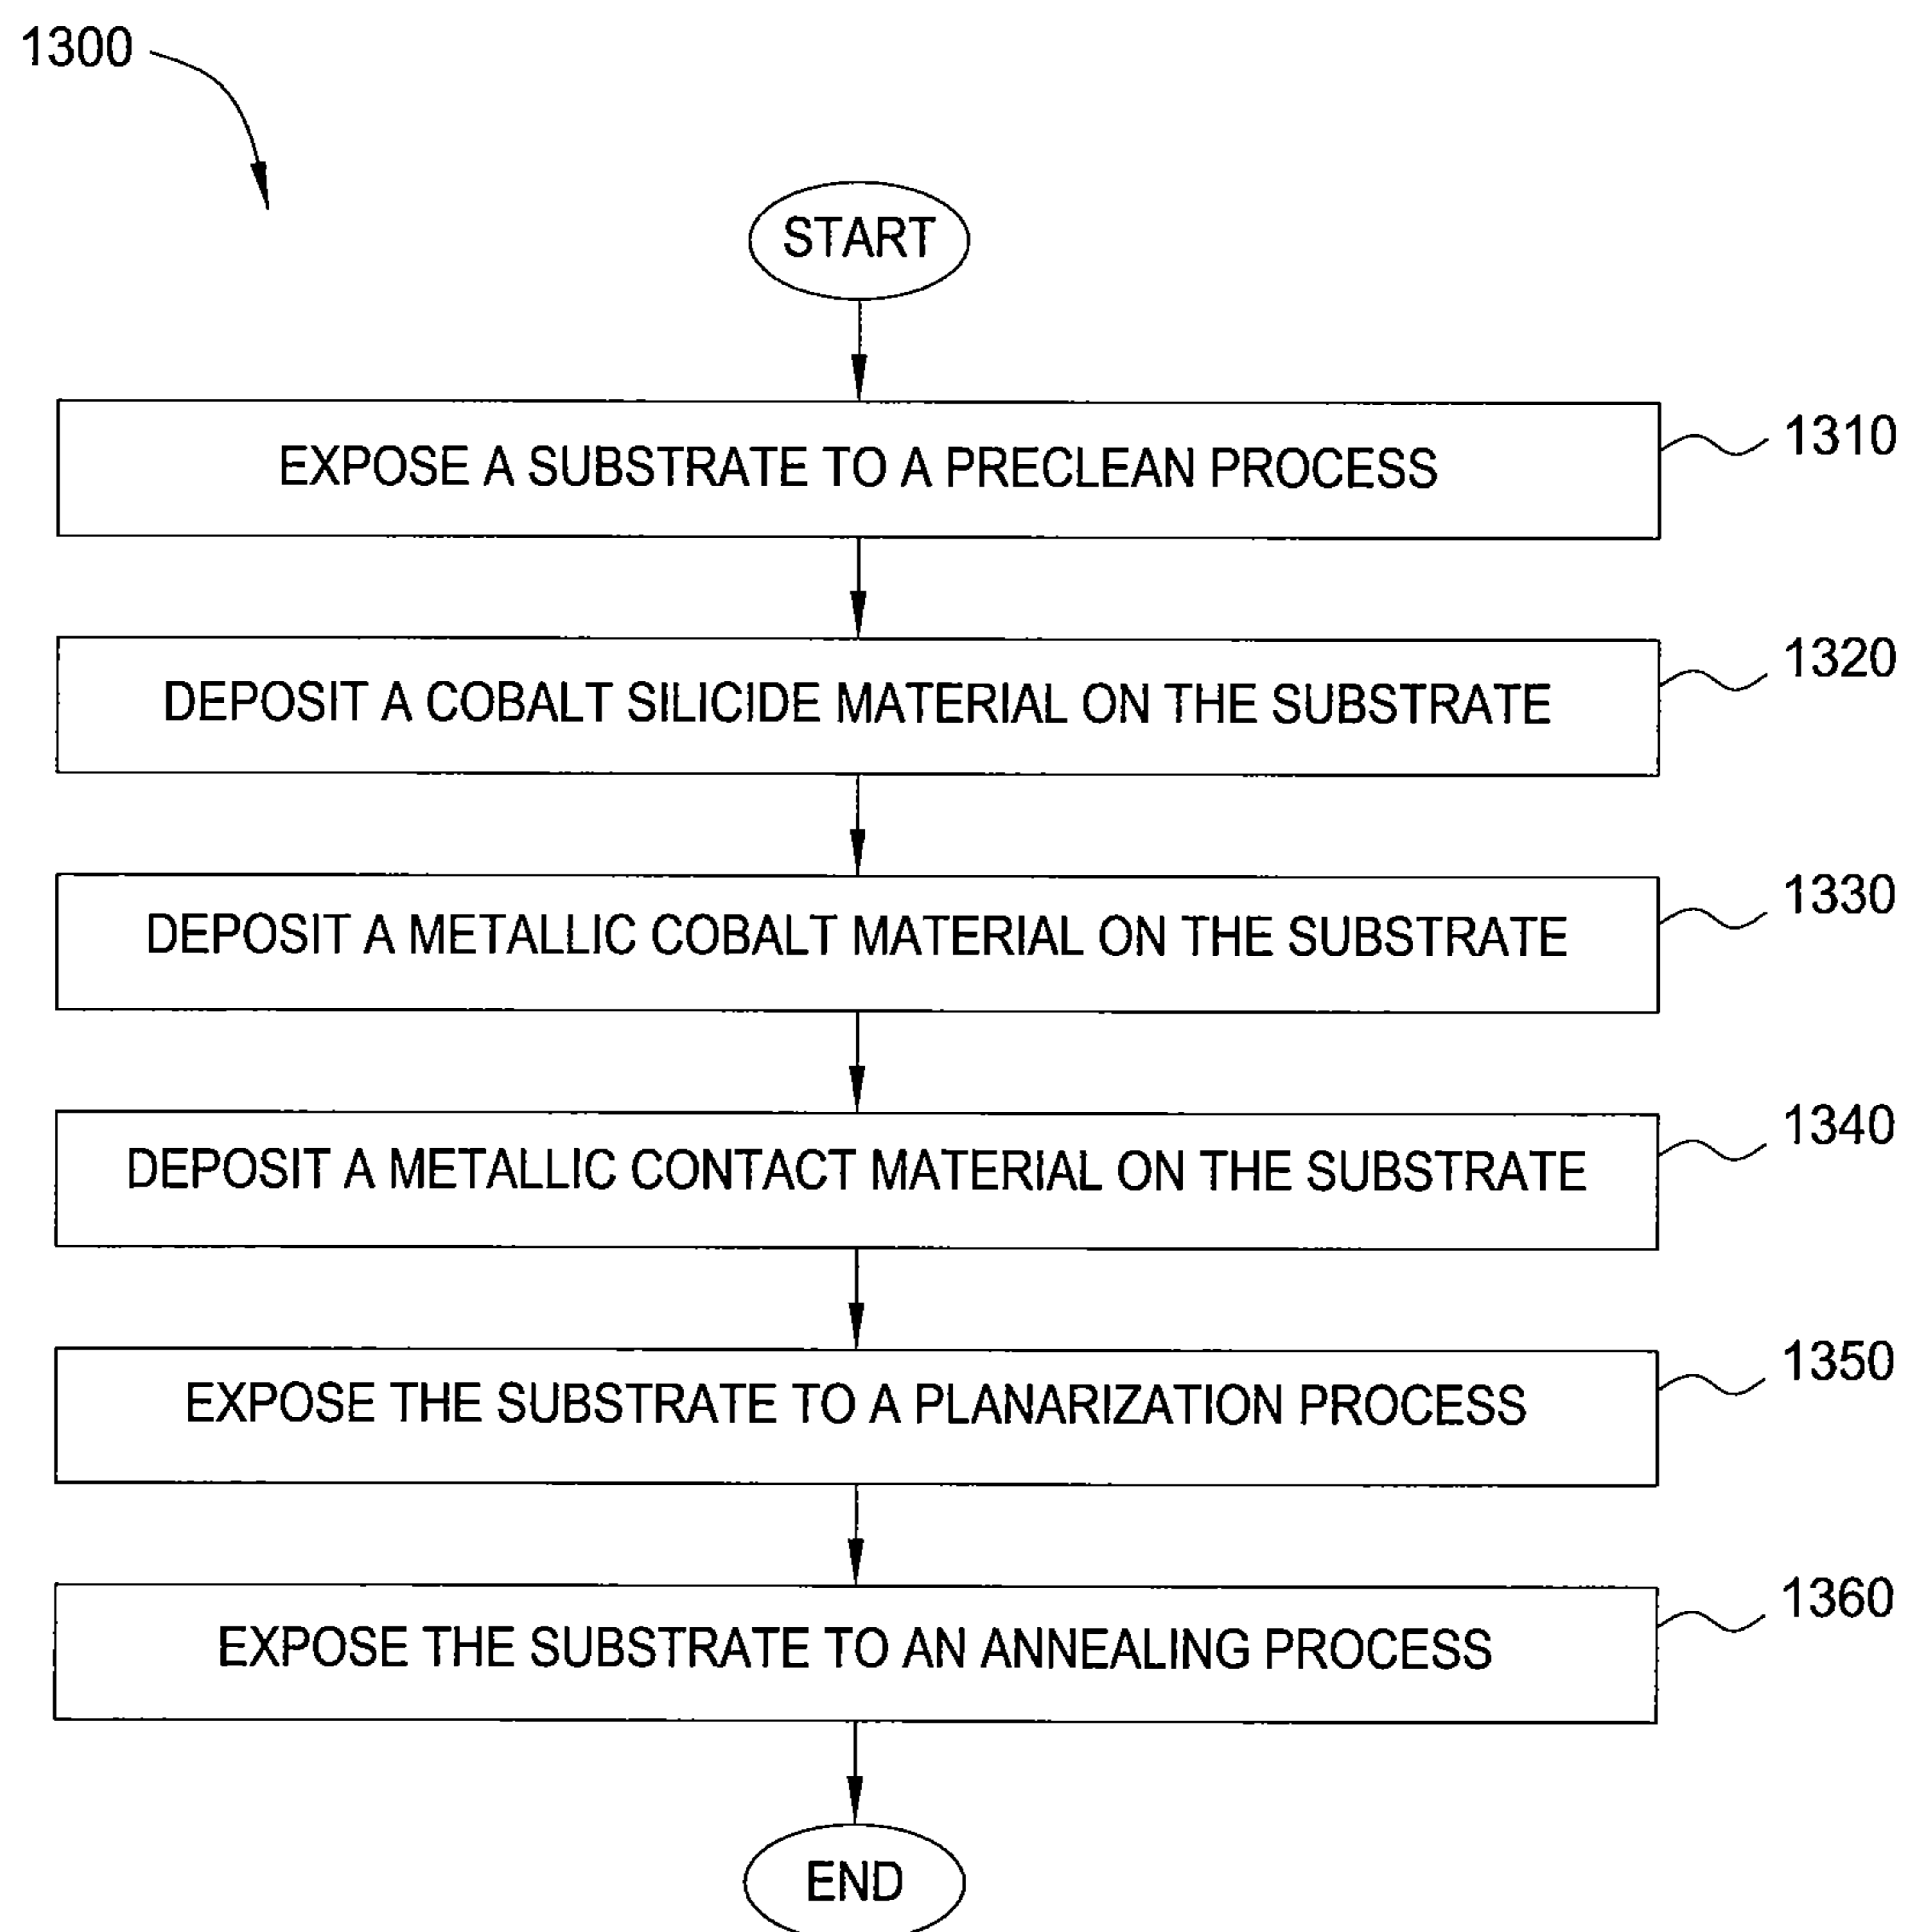 1300
START
EXPOSE A SUBSTRATE TO A PRECLEAN PROCESS
1310
DEPOSIT A COBALT SILICIDE MATERIAL ON THE SUBSTRATE
1320
DEPOSIT A METALLIC COBALT MATERIAL ON THE SUBSTRATE
1330
DEPOSIT A METALLIC CONTACT MATERIAL ON THE SUBSTRATE
1340
EXPOSE THE SUBSTRATE TO A PLANARIZATION PROCESS
1350
EXPOSE THE SUBSTRATE TO AN ANNEALING PROCESS
1360
END